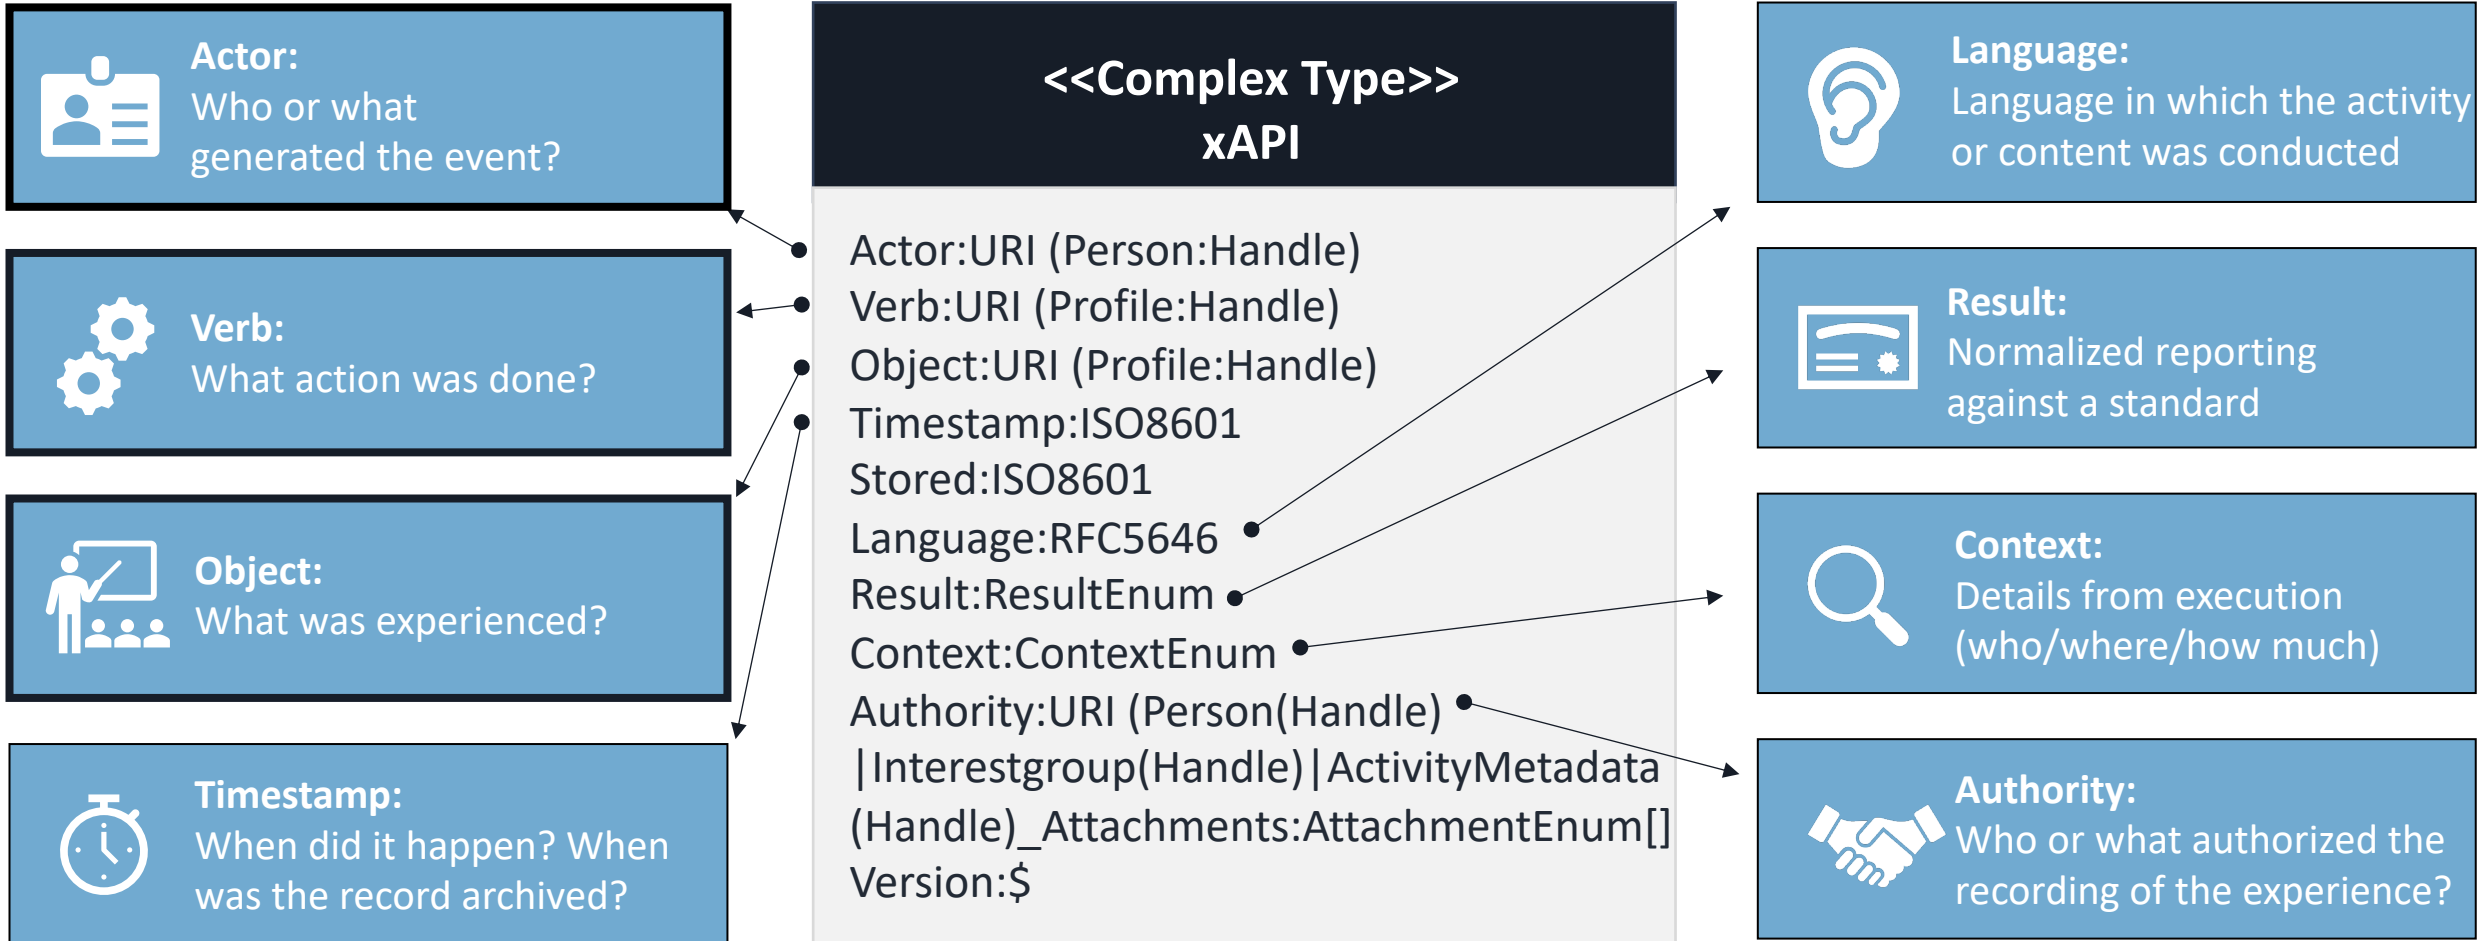 Actor:
Who or what
generated the event?
Verb:
What action was done?
Object:
What was experienced?
Timestamp:
When did it happen? When
was the record archived?
<<Complex Type>>
xAPI
Actor:URI (Person:Handle)
Verb:URI (Profile:Handle)
Object:URI (Profile:Handle)
Timestamp:ISO8601
Stored:ISO8601
Language:RFC5646
Result:ResultEnum
Context:ContextEnum
Authority:URI (Person(Handle)
|Interestgroup(Handle)|ActivityMetadata
(Handle)_Attachments:AttachmentEnum[]
Version:$
Language:
Language in which the activity
or content was conducted
Result:
Normalized reporting
against a standard
Context:
Details from execution
(who/where/how much)
Authority:
Who or what authorized the
recording of the experience?